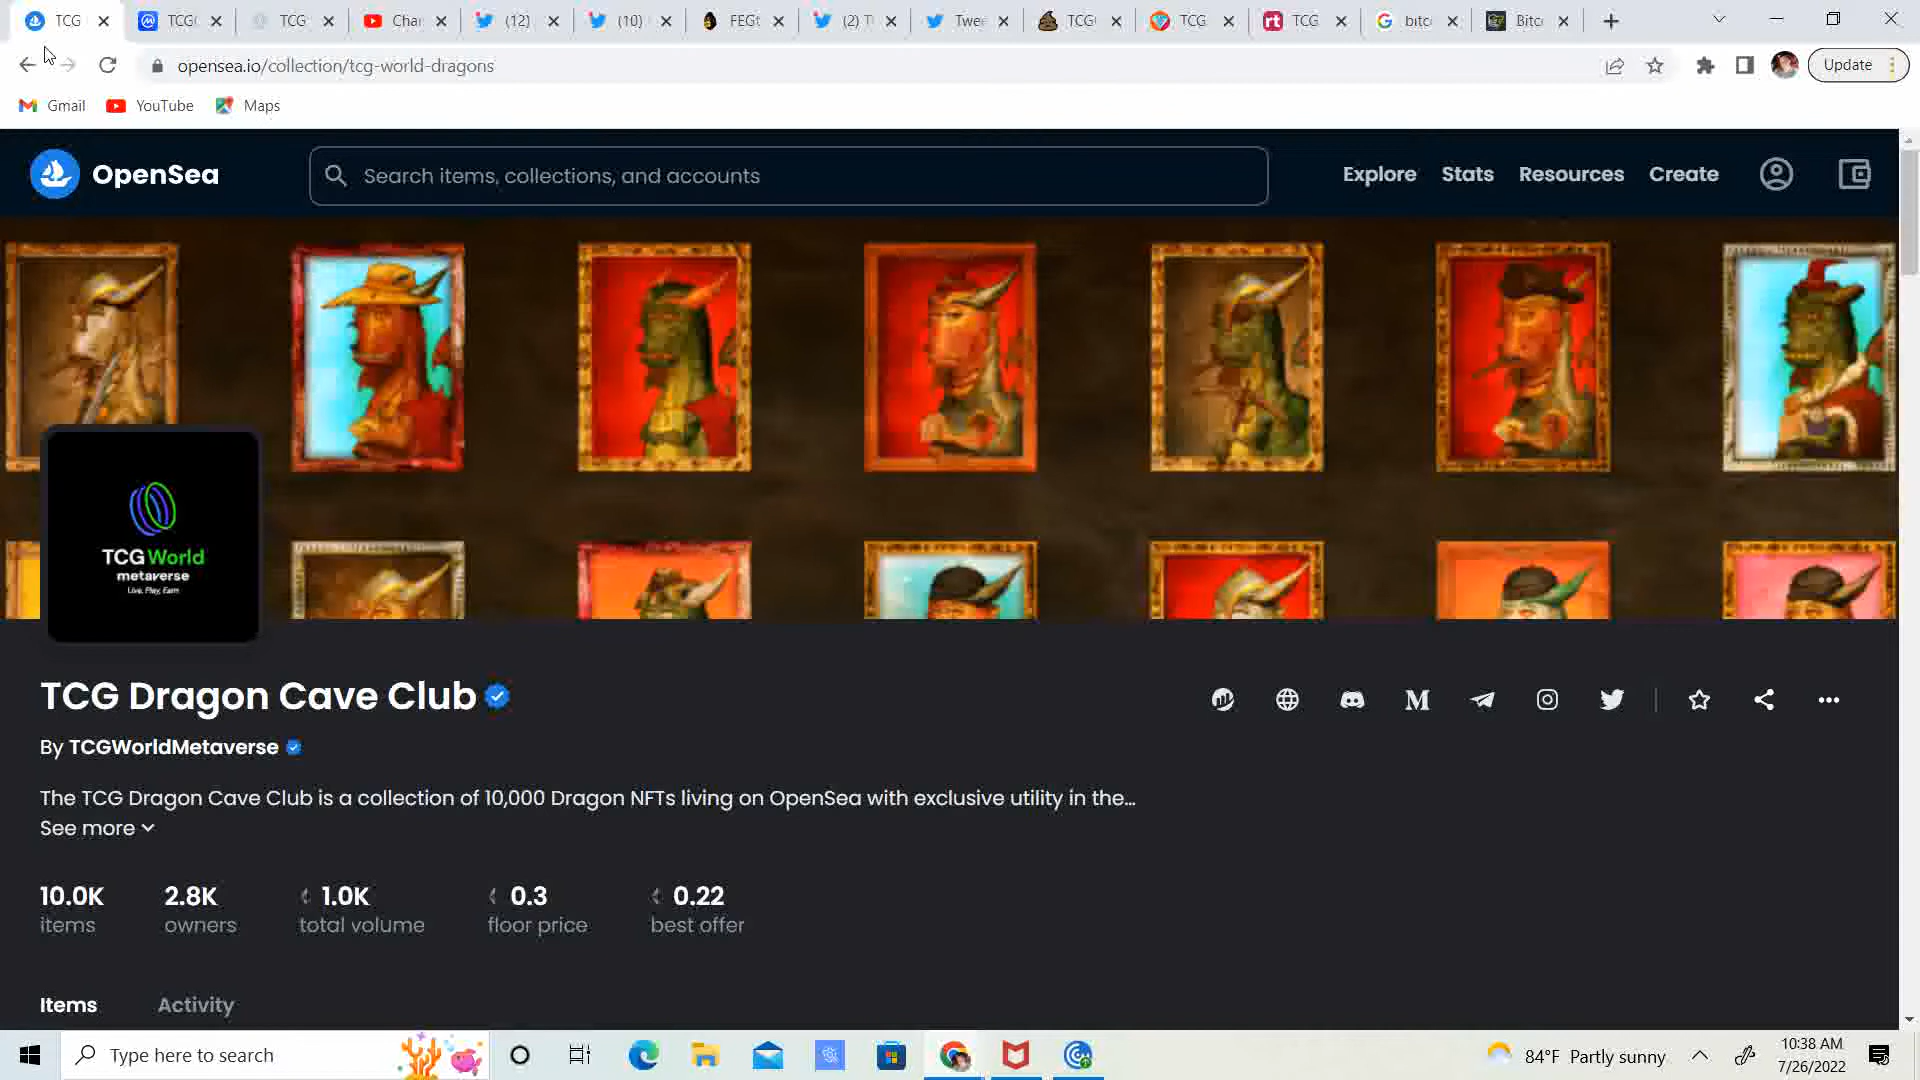 TCG
TCG
TCG
Cha
(12)
(10)
FEGt
(2) T
Twee
TCG
TCG
TCG
bitc
Bitc
opensea.io/collection/tcg-world-dragons
Update
Gmail
YouTube
Maps
OpenSea
Search items, collections, and accounts
Explore
Stats
Resources
Create
TCG World
metaverse
Live, Play, Earn
TCG Dragon Cave Club
By TCGWorldMetaverse
The TCG Dragon Cave Club is a collection of 10,000 Dragon NFTs living on OpenSea with exclusive utility in the...
See more
10.0K
items
2.8K
owners
1.0K
total volume
0.3
floor price
0.22
best offer
Items
Activity
Type here to search
84°F Partly sunny
10:38 AM
7/26/2022